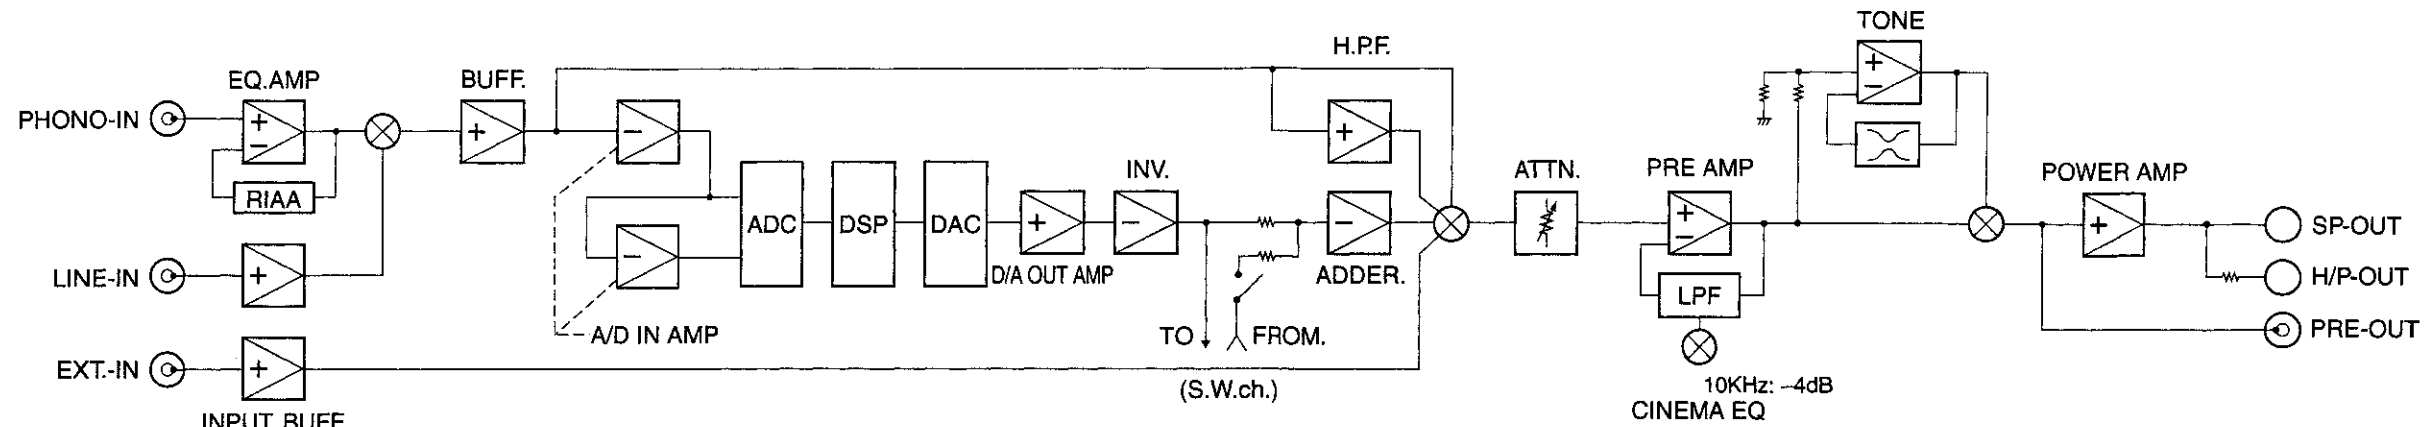 TONE
H.P.F.
EQ.AMP
BUFF.
PHONO-IN
+
−
+
−
+
+
−
RIAA
ADC
DSP
DAC
INV.
ATTN.
PRE AMP
POWER AMP
−
+
−
−
+
−
+
SP-OUT
LINE-IN
+
D/A OUT AMP
ADDER.
LPF
H/P-OUT
A/D IN AMP
TO
FROM.
PRE-OUT
EXT.-IN
+
(S.W.ch.)
10KHz: −4dB
CINEMA EQ
INPUT BUFF